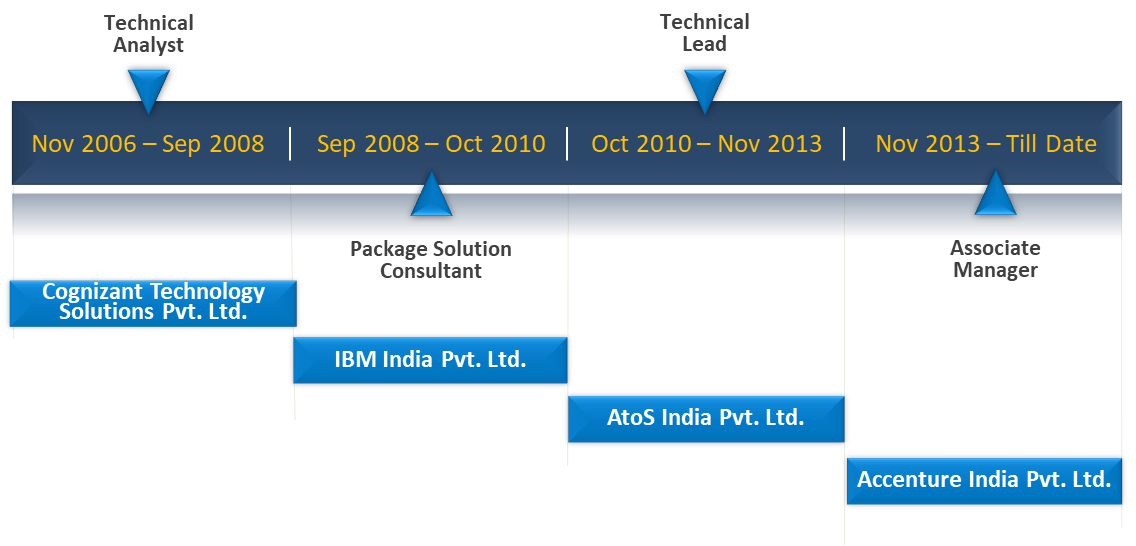 Technical
Analyst
Technical
Lead
Nov 2006 – Sep 2008
Sep 2008 – Oct 2010
Oct 2010 – Nov 2013
Nov 2013 – Till Date
Package Solution
Consultant
Associate
Manager
Cognizant Technology
Solutions Pvt. Ltd.
IBM India Pvt. Ltd.
AtoS India Pvt. Ltd.
Accenture India Pvt. Ltd.